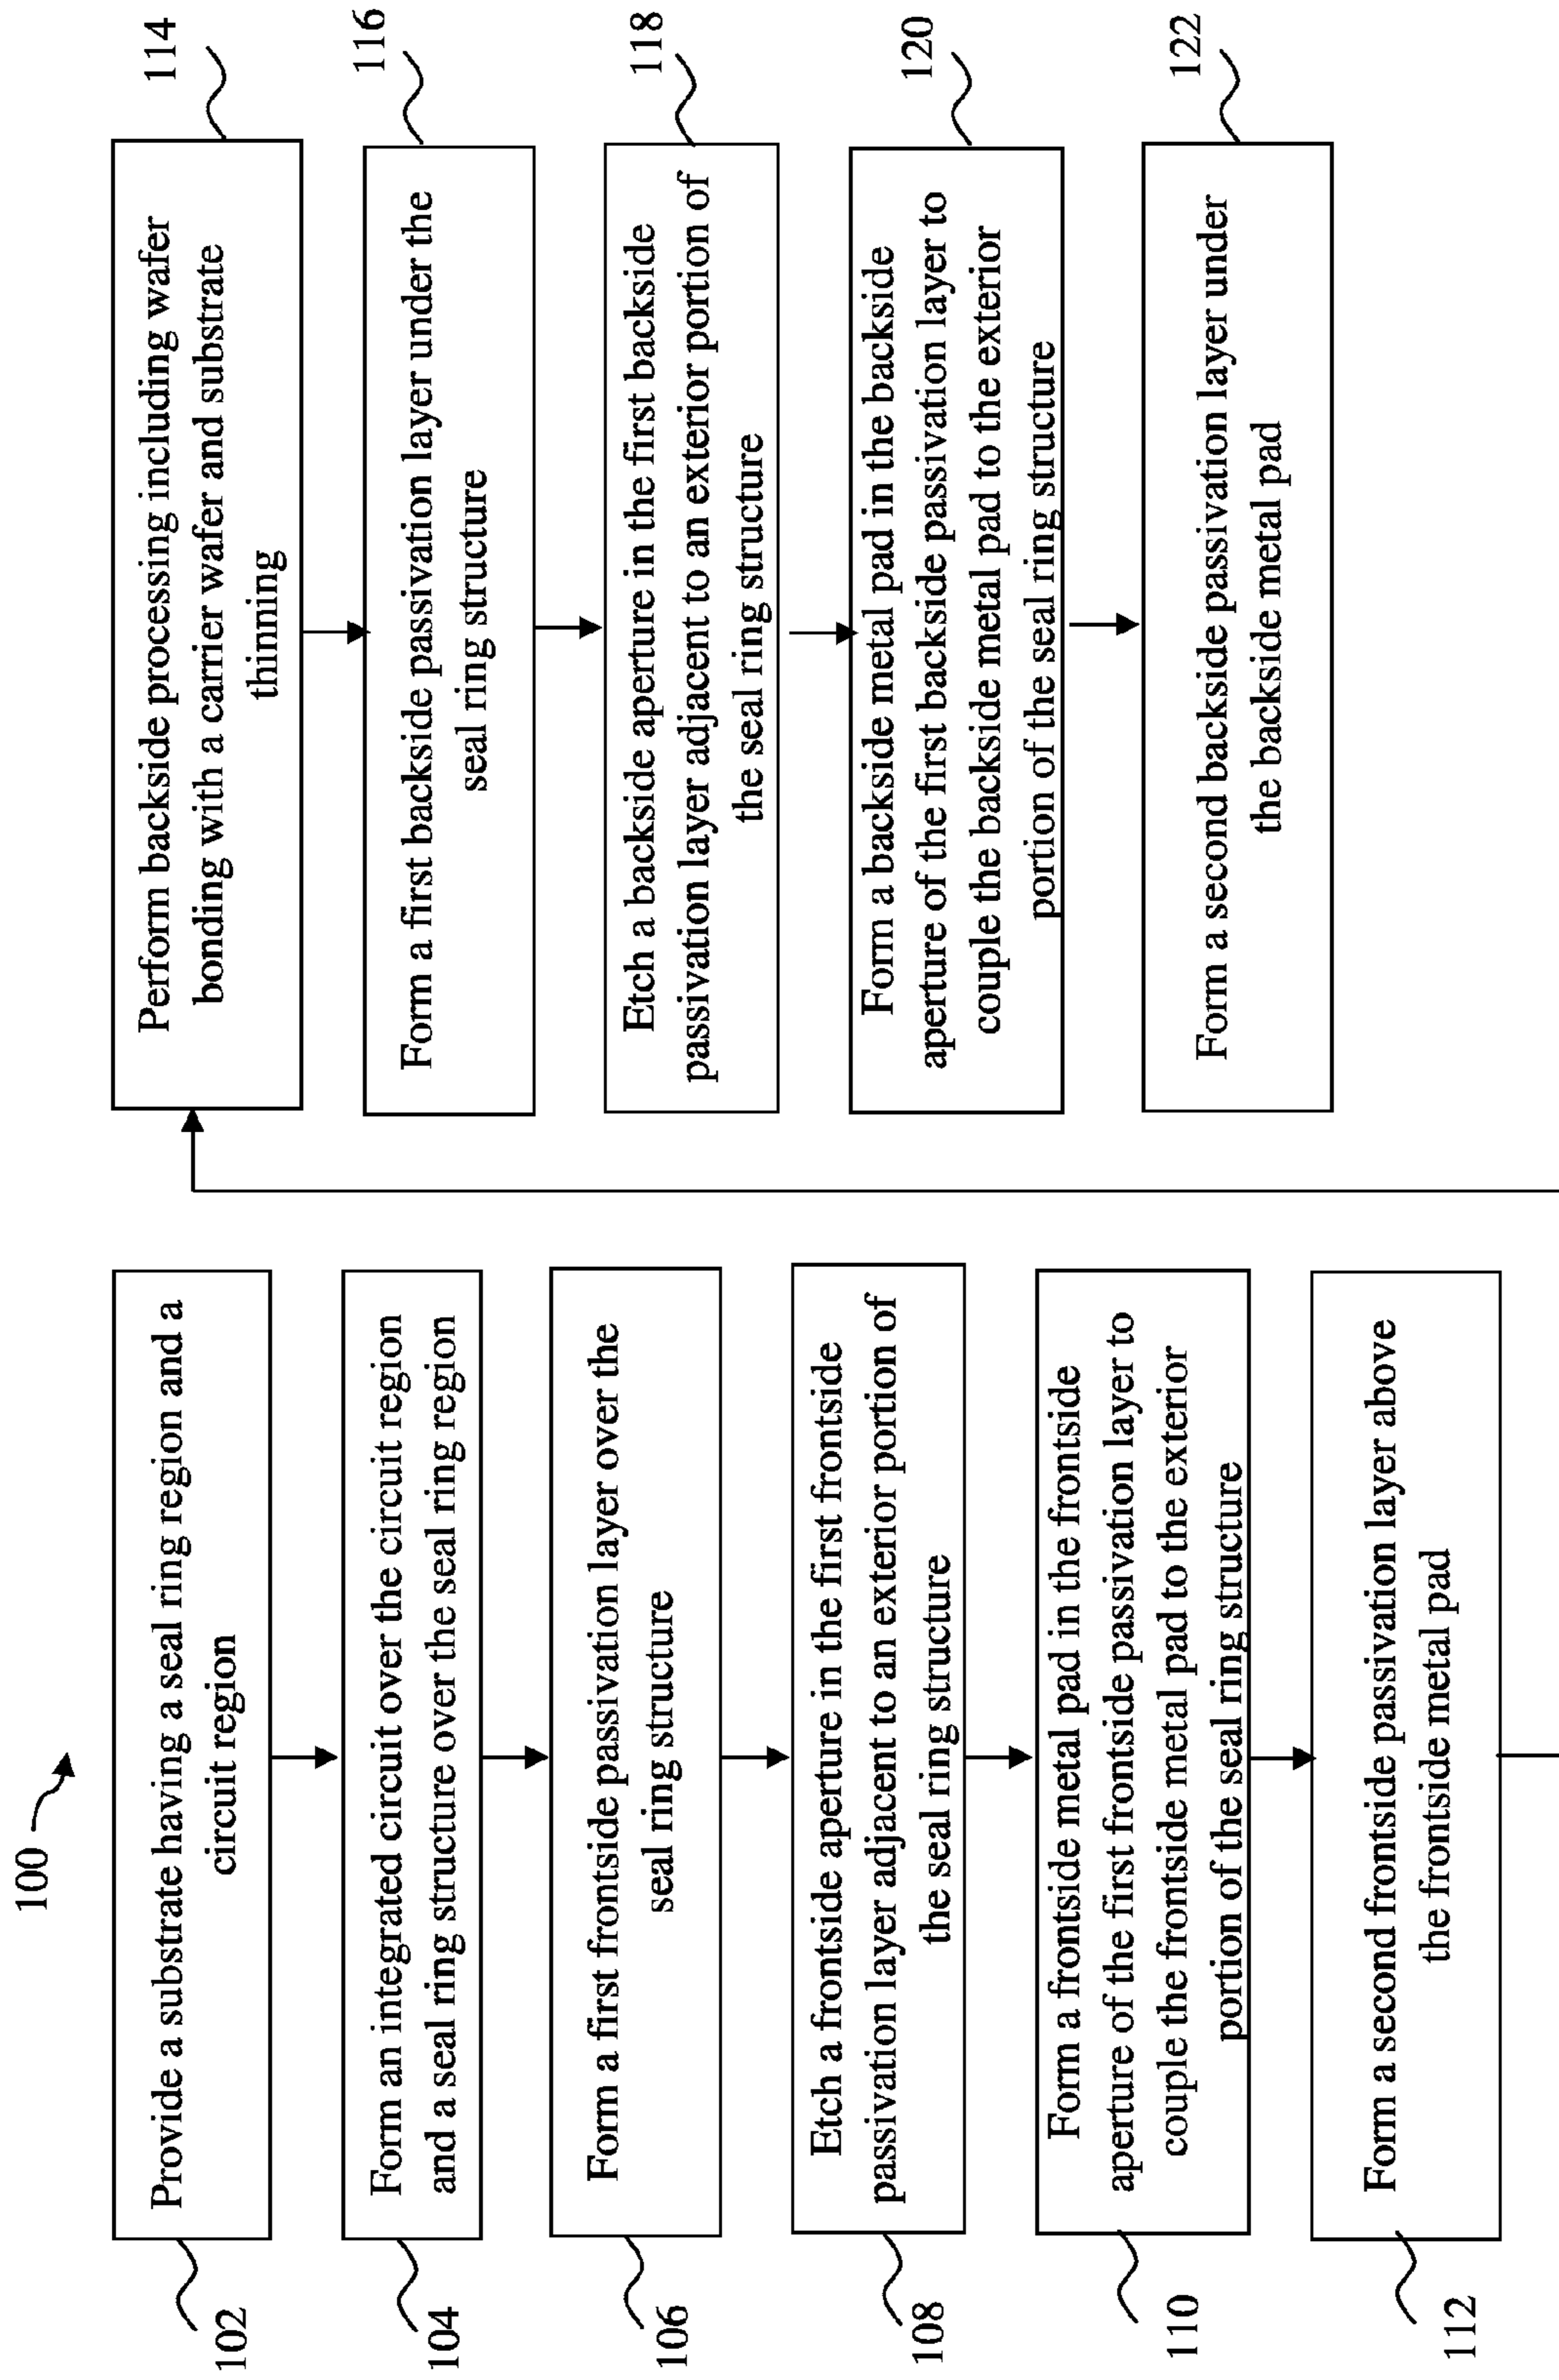 100
102
Provide a substrate having a seal ring region and a
circuit region
104
Form an integrated circuit over the circuit region
and a seal ring structure over the seal ring region
106
Form a first frontside passivation layer over the
seal ring structure
108
Etch a frontside aperture in the first frontside
passivation layer adjacent to an exterior portion of
the seal ring structure
110
Form a frontside metal pad in the frontside
aperture of the first frontside passivation layer to
couple the frontside metal pad to the exterior
portion of the seal ring structure
112
Form a second frontside passivation layer above
the frontside metal pad
114
Perform backside processing including wafer
bonding with a carrier wafer and substrate
thinning
116
Form a first backside passivation layer under the
seal ring structure
118
Etch a backside aperture in the first backside
passivation layer adjacent to an exterior portion of
the seal ring structure
120
Form a backside metal pad in the backside
aperture of the first backside passivation layer to
couple the backside metal pad to the exterior
portion of the seal ring structure
122
Form a second backside passivation layer under
the backside metal pad